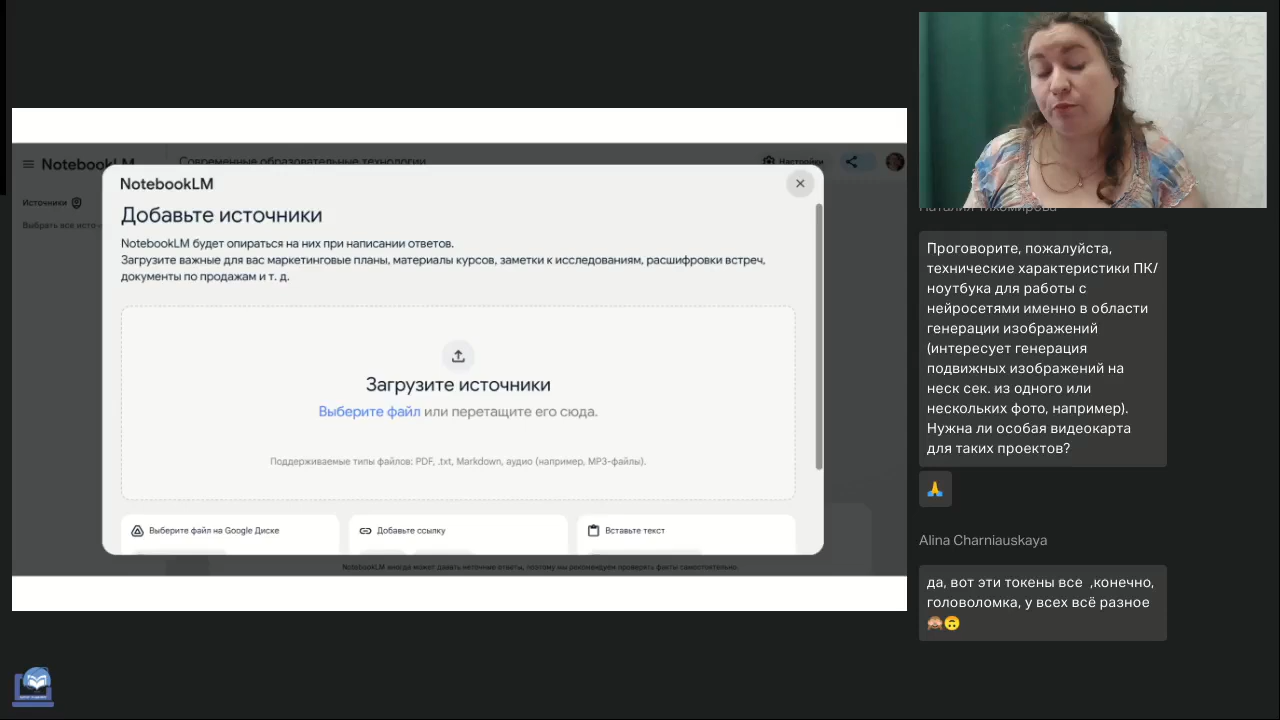 NotebookLM
Современные образовательные технологии
Настройки
Источники
Выбрать все источ
NotebookLM
Добавьте источники
NotebookLM будет опираться на них при написании ответов.
Загрузите важные для вас маркетинговые планы, материалы курсов, заметки к исследованиям, расшифровки встреч,
документы по продажам и т. д.
Загрузите источники
Выберите файл или перетащите его сюда.
Поддерживаемые типы файлов: PDF, .txt, Markdown, аудио (например, MP3-файлы).
Выберите файл на Google Диске
Добавьте ссылку
Вставьте текст
NotebookLM иногда может давать неточные ответы, поэтому мы рекомендуем проверять факты самостоятельно.
Наталия Тихомирова
Проговорите, пожалуйста,
технические характеристики ПК/
ноутбука для работы с
нейросетями именно в области
генерации изображений
(интересует генерация
подвижных изображений на
неск сек. из одного или
нескольких фото, например).
Нужна ли особая видеокарта
для таких проектов?
🙏
Alina Charniauskaya
да, вот эти токены все ,конечно,
головоломка, у всех всё разное
🙈🙃